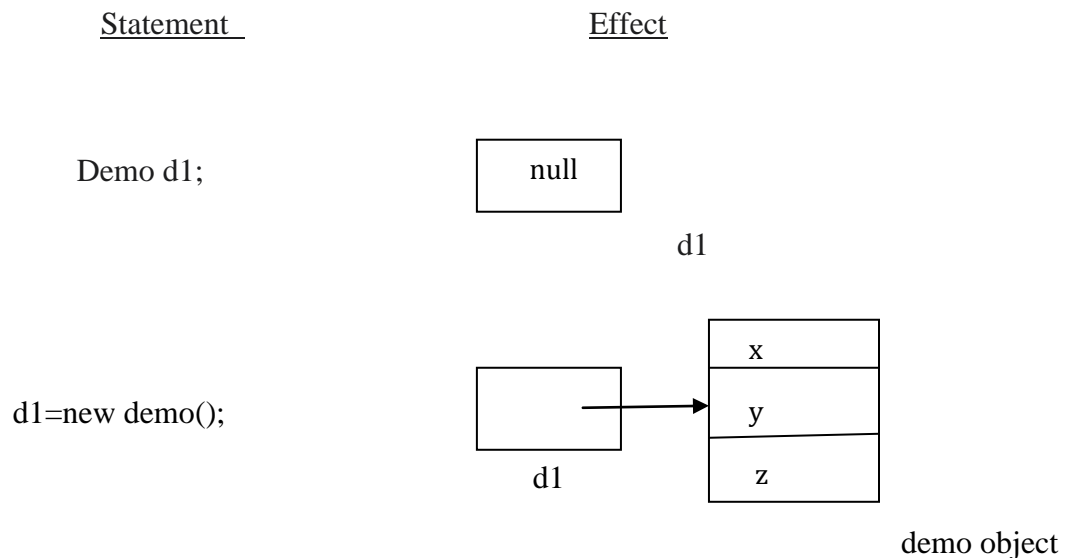 Statement Effect
Demo d1;
null
d1
d1=new demo();
x
y
z
d1
demo object